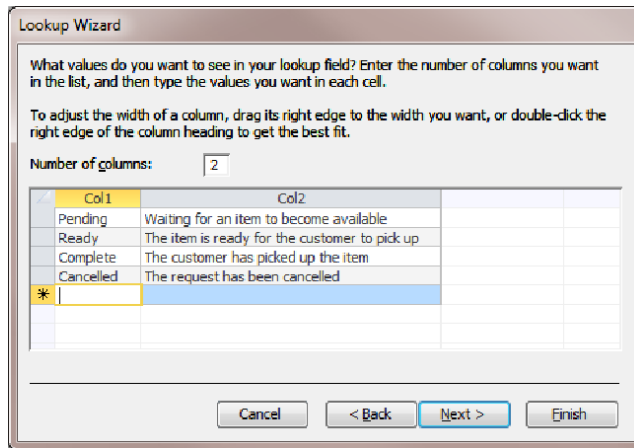 Lookup Wizard
What values do you want to see in your lookup field? Enter the number of columns you want
in the list, and then type the values you want in each cell.
To adjust the width of a column, drag its right edge to the width you want, or double-click the
right edge of the column heading to get the best fit.
Number of columns: 2
Col1 Col2
Pending Waiting for an item to become available
Ready The item is ready for the customer to pick up
Complete The customer has picked up the item
Cancelled The request has been cancelled
Cancel < Back Next > Finish